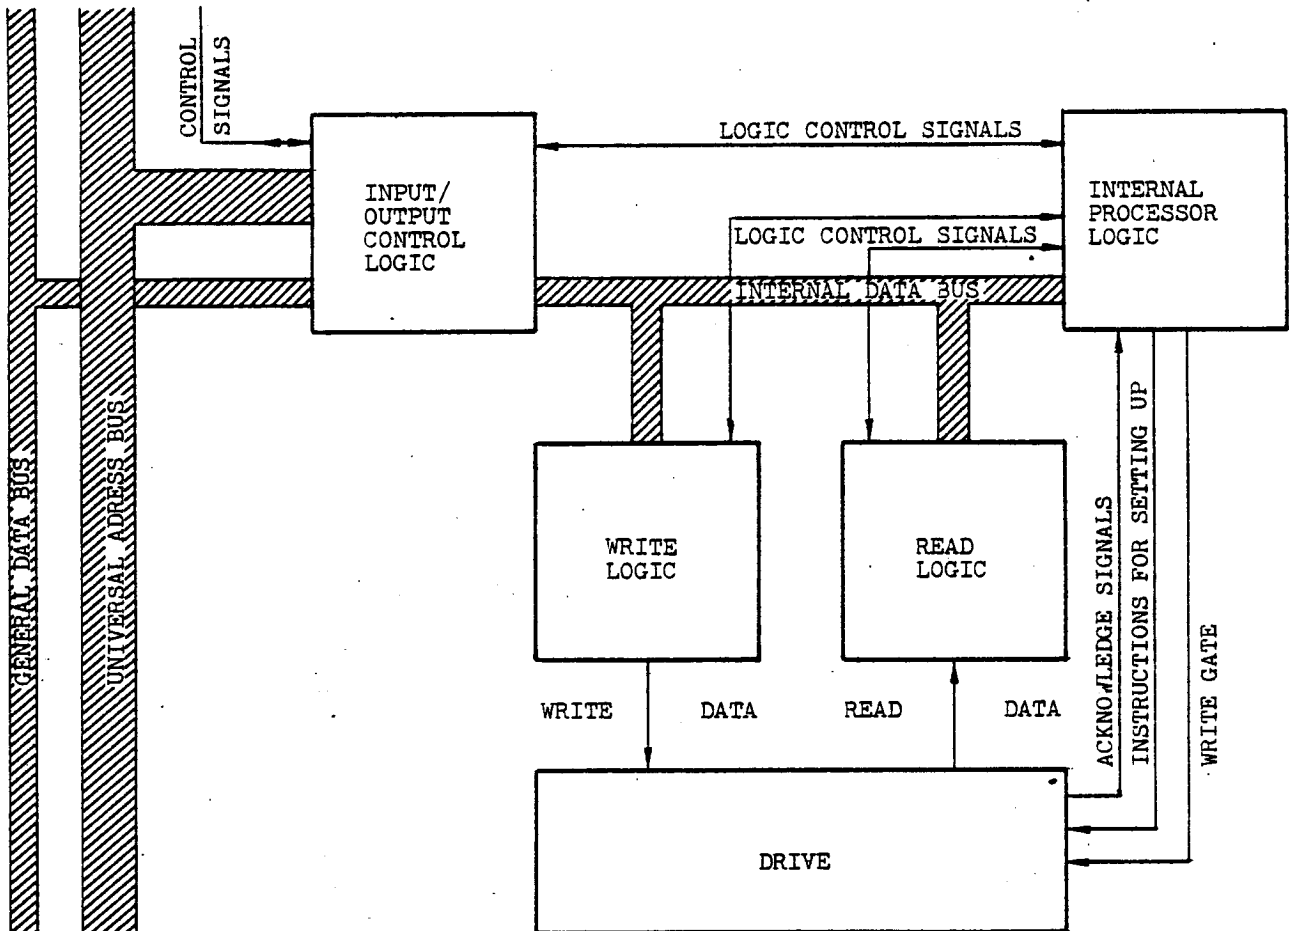 CONTROL
SIGNALS
LOGIC CONTROL SIGNALS
INPUT/
OUTPUT
CONTROL
LOGIC
INTERNAL
PROCESSOR
LOGIC
LOGIC CONTROL SIGNALS
INTERNAL DATA BUS
GENERAL DATA BUS
UNIVERSAL ADRESS BUS
WRITE
LOGIC
READ
LOGIC
ACKNOWLEDGE SIGNALS
INSTRUCTIONS FOR SETTING UP
WRITE GATE
WRITE DATA
READ DATA
DRIVE